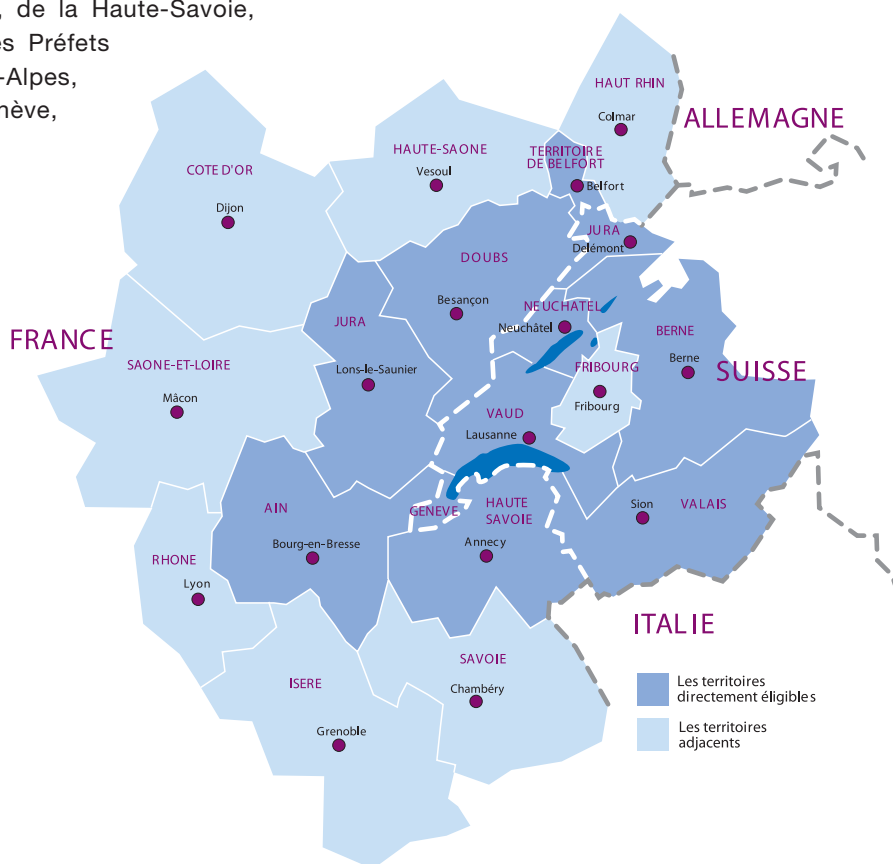 , de la Haute-Savoie,
es Préfets
-Alpes,
nève,
HAUT RHIN
Colmar
ALLEMAGNE
HAUTE-SAONE
Vesoul
TERRITOIRE
DE BELFORT
Belfort
COTE D'OR
Dijon
JURA
Delémont
DOUBS
Besançon
NEUCHATEL
Neuchâtel
JURA
Lons-le-Saunier
BERNE
Berne
FRANCE
SUISSE
SAONE-ET-LOIRE
Mâcon
FRIBOURG
Fribourg
VAUD
Lausanne
AIN
Bourg-en-Bresse
GENEVE
HAUTE
SAVOIE
Annecy
Sion
VALAIS
RHONE
Lyon
ITALIE
SAVOIE
Chambéry
ISERE
Grenoble
Les territoires
directement éligibles
Les territoires
adjacents